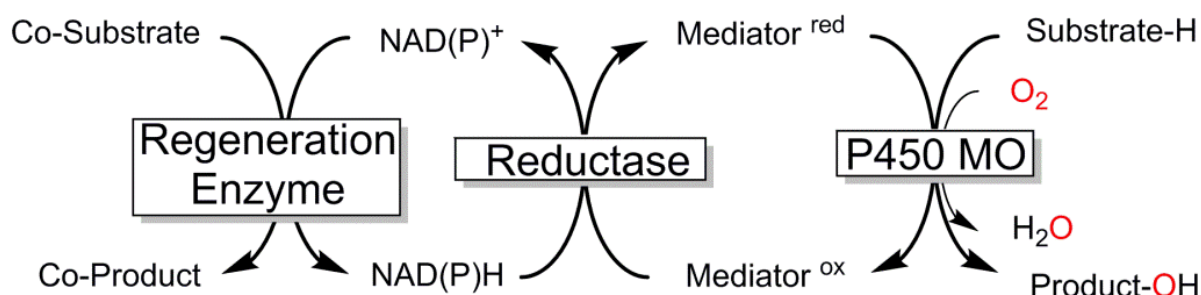 Co-Substrate NAD(P)+ Mediator red Substrate-H
O2
Regeneration
Enzyme
Reductase
P450 MO
H2O
Co-Product NAD(P)H Mediator ox Product-OH